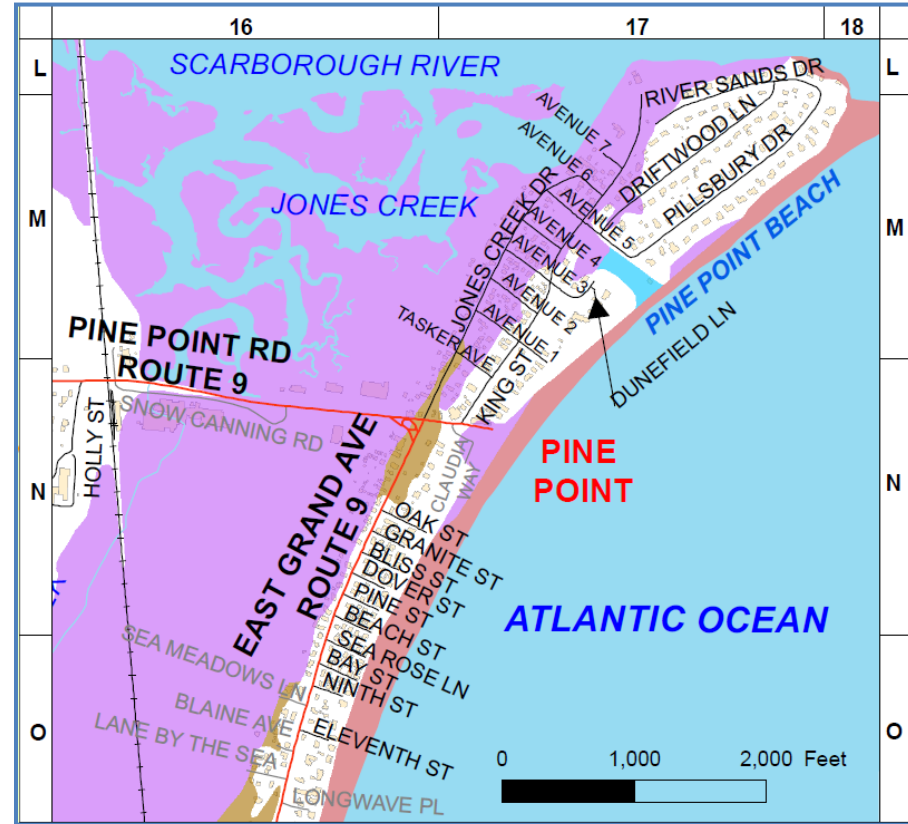 16
17
18
L
L
SCARBOROUGH RIVER
RIVER SANDS DR
AVENUE 7
AVENUE 6
DRIFTWOOD LN
PILLSBURY DR
JONES CREEK
M
M
JONES CREEK DR
AVENUE 5
AVENUE 4
AVENUE 3
AVENUE 2
AVENUE 1
PINE POINT BEACH
TASKER AVE
KING ST
DUNEFIELD LN
PINE POINT RD
ROUTE 9
SNOW CANNING RD
HOLLY ST
CLAUDIA
WAY
PINE
POINT
N
N
EAST GRAND AVE
ROUTE 9
OAK ST
GRANITE ST
BLISS ST
DOVER ST
PINE ST
BEACH ST
SEA ROSE LN
BAY ST
NINTH ST
ATLANTIC OCEAN
SEA MEADOWS LN
BLAINE AVE
LANE BY THE SEA
ELEVENTH ST
LONGWAVE PL
O
O
0 1,000 2,000 Feet